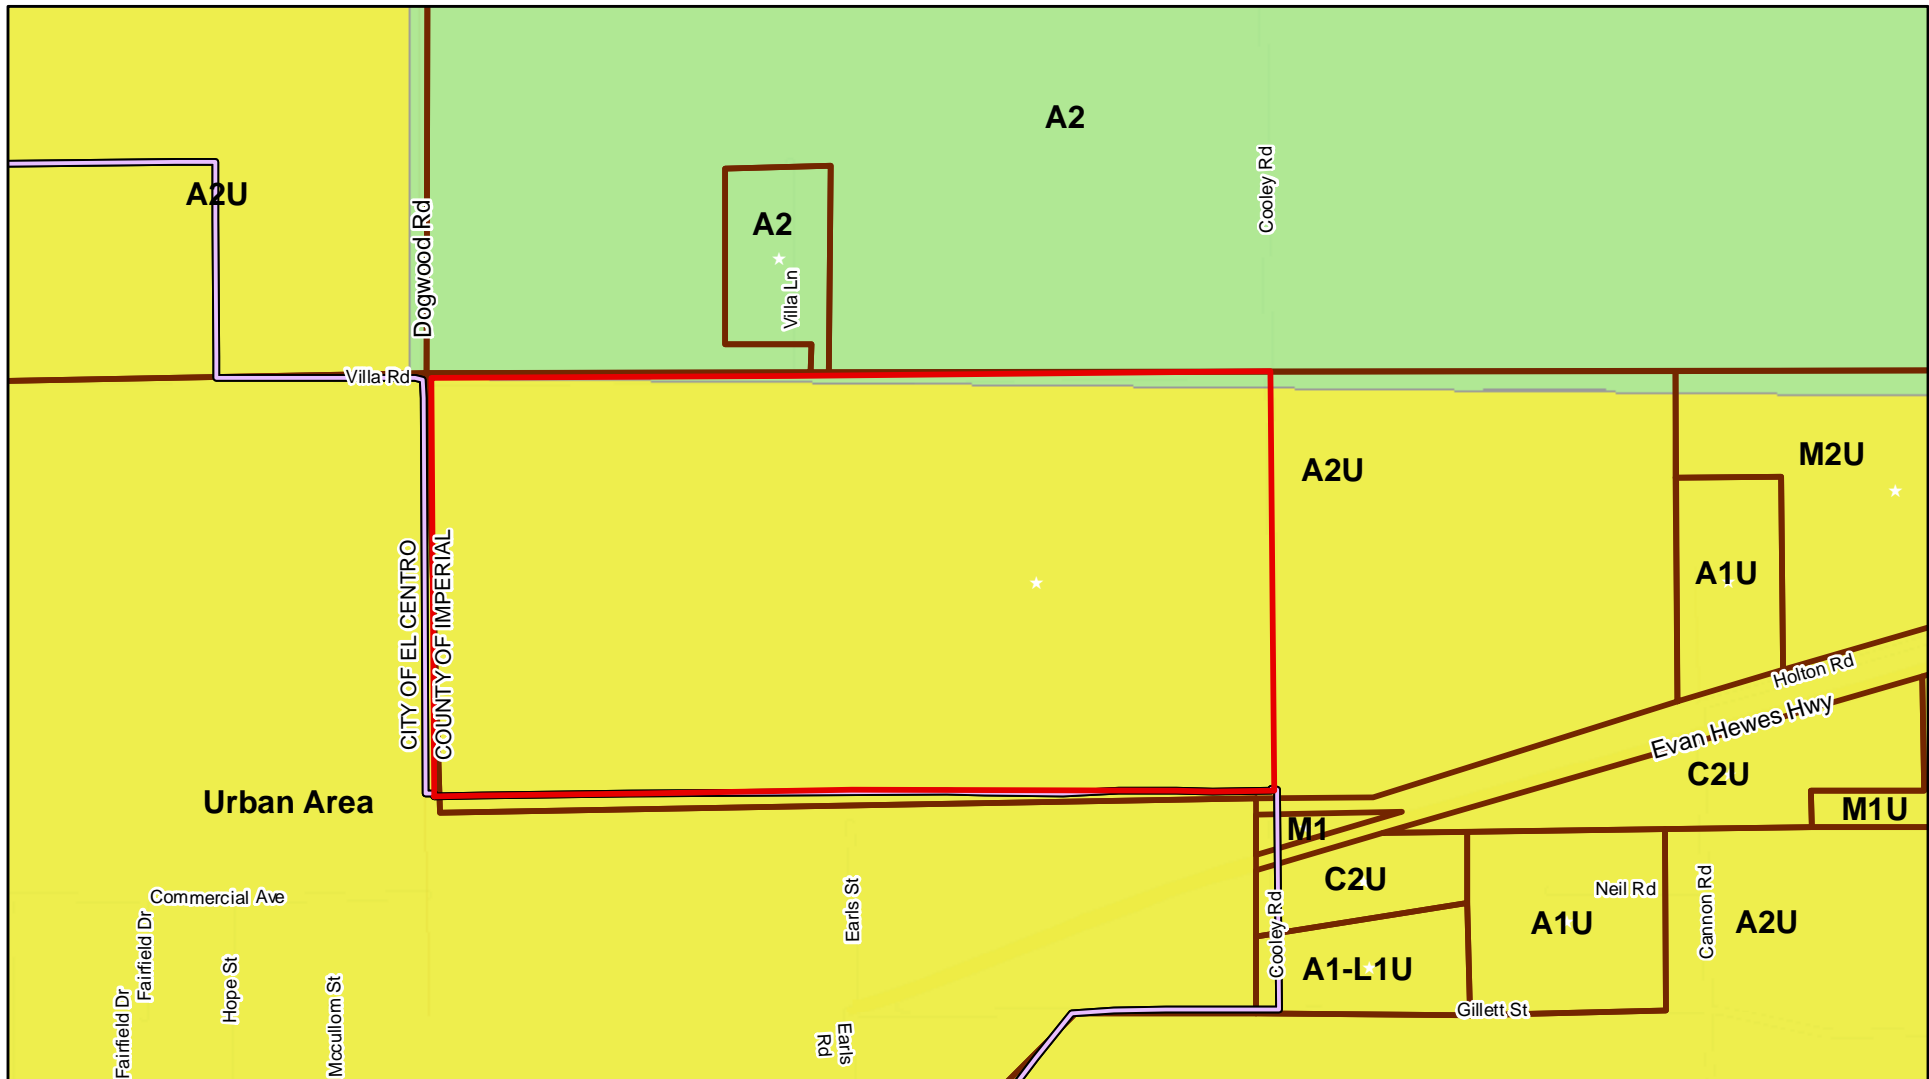 A2
Cooley Rd
A2U
Dogwood Rd
A2
Villa Ln
Villa Rd
A2U
M2U
A1U
CITY OF EL CENTRO
COUNTY OF IMPERIAL
Holton Rd
Evan Hewes Hwy
C2U
Urban Area
M1U
M1
C2U
Neil Rd
Cannon Rd
Commercial Ave
Earls St
A1U
A2U
Fairfield Dr
Cooley Rd
A1-L1U
Hope St
Mccullom St
Gillett St
Fairfield Dr
Earls
Rd